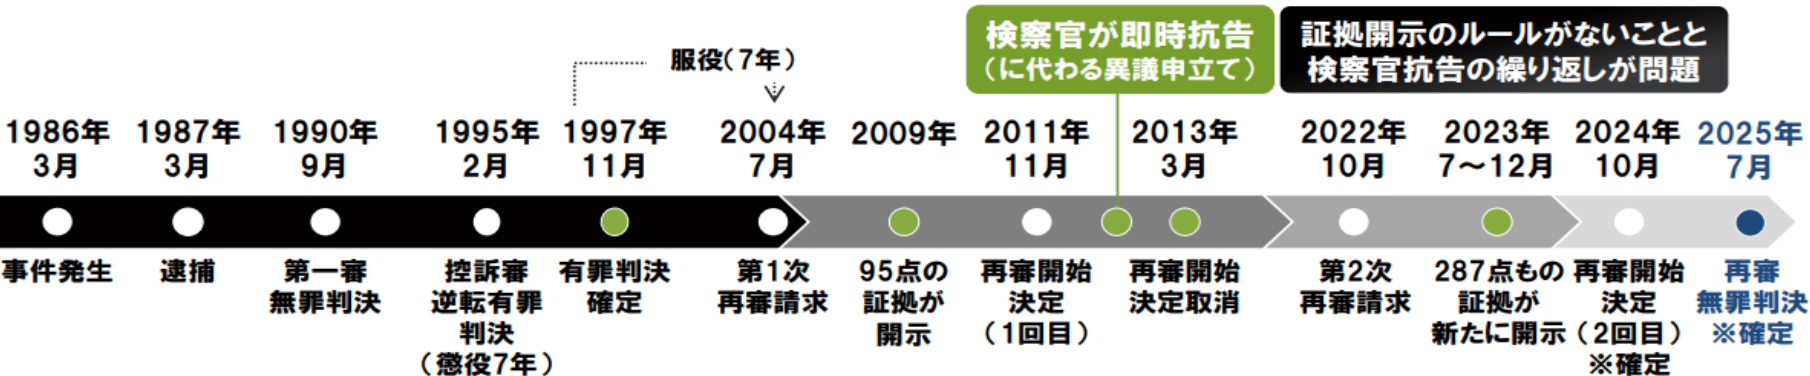 服役（7年）
検察官が即時抗告
（に代わる異議申立て）
証拠開示のルールがないことと
検察官抗告の繰り返しが問題
1986年
3月
事件発生
1987年
3月
逮捕
1990年
9月
第一審
無罪判決
1995年
2月
控訴審
逆転有罪
判決
（懲役7年）
1997年
11月
有罪判決
確定
2004年
7月
第1次
再審請求
2009年
95点の
証拠が
開示
2011年
11月
再審開始
決定
（1回目）
2013年
3月
再審開始
決定取消
2022年
10月
第2次
再審請求
2023年
7～12月
287点もの
証拠が
新たに開示
2024年
10月
再審開始
決定
（2回目）
※確定
2025年
7月
再審
無罪判決
※確定